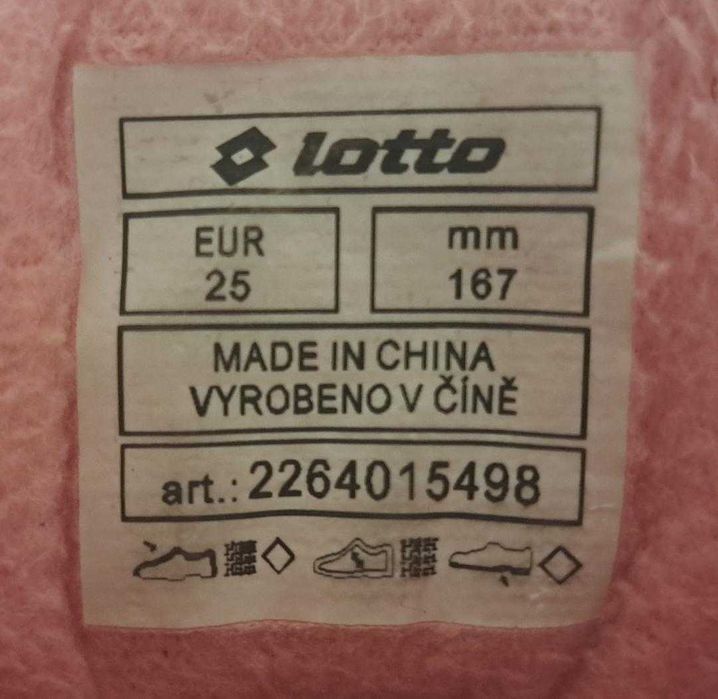 lotto
EUR
25
mm
167
MADE IN CHINA
VYROBENO V ČÍNĚ
art.: 2264015498